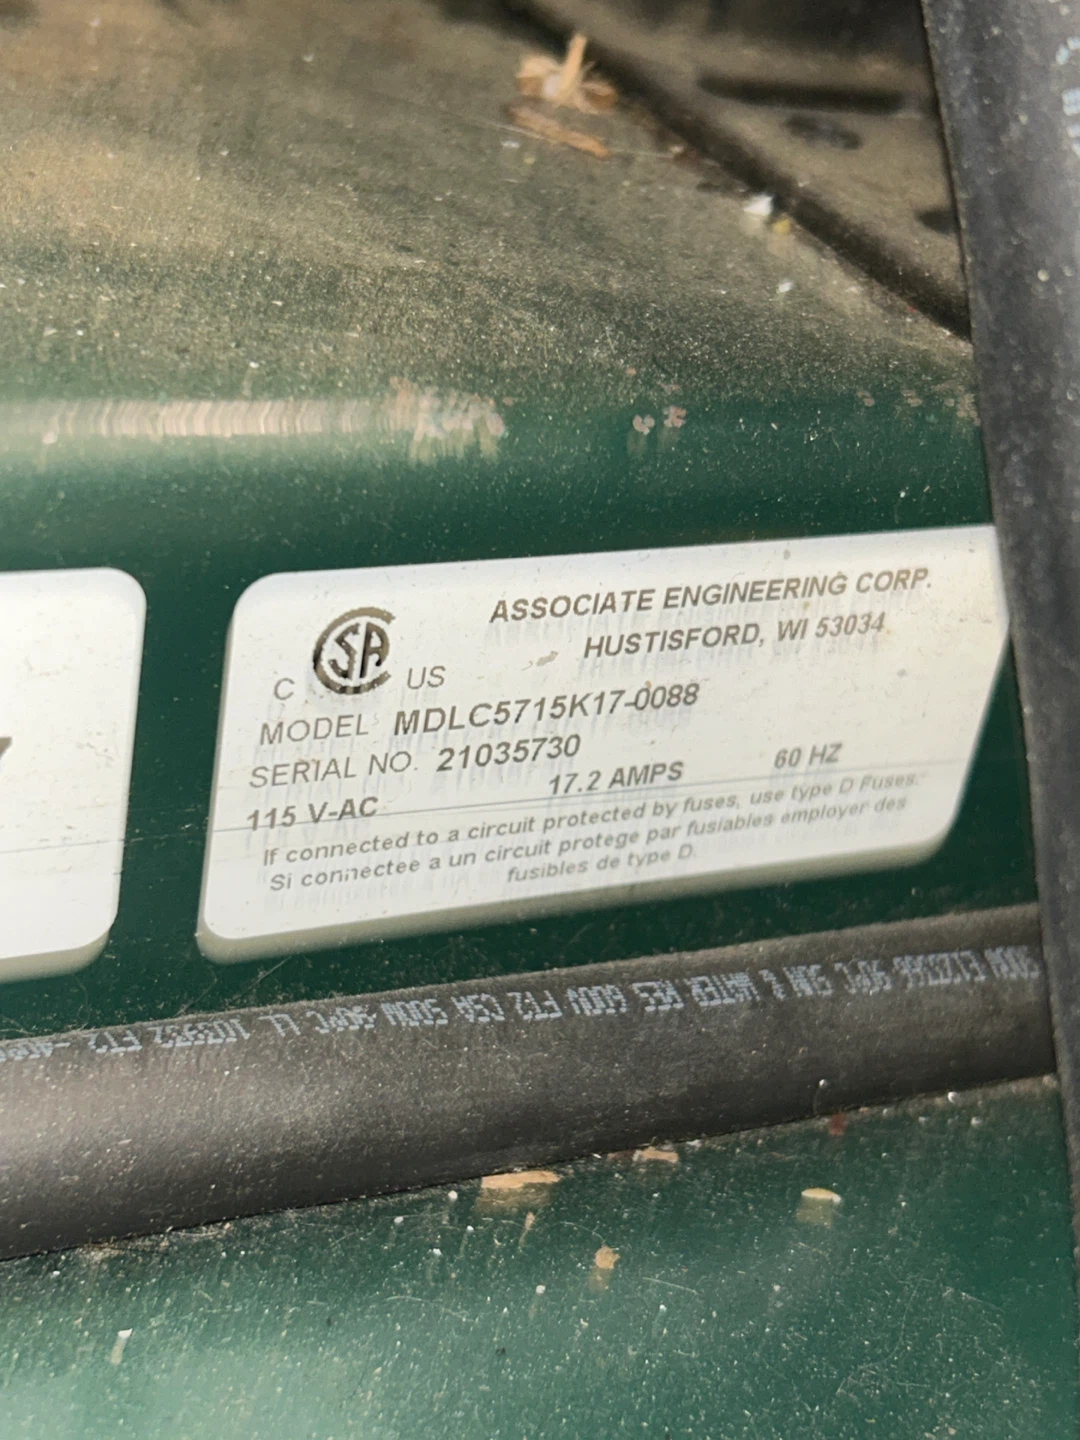 ASSOCIATE ENGINEERING CORP.
HUSTISFORD, WI 53034
C SA US
MODEL MDLC5715K17-0088
SERIAL NO. 21035730
115 V-AC 17.2 AMPS 60 HZ
If connected to a circuit protected by fuses, use type D Fuses.
Si connectee a un circuit protege par fusiables employer des
fusibles de type D.